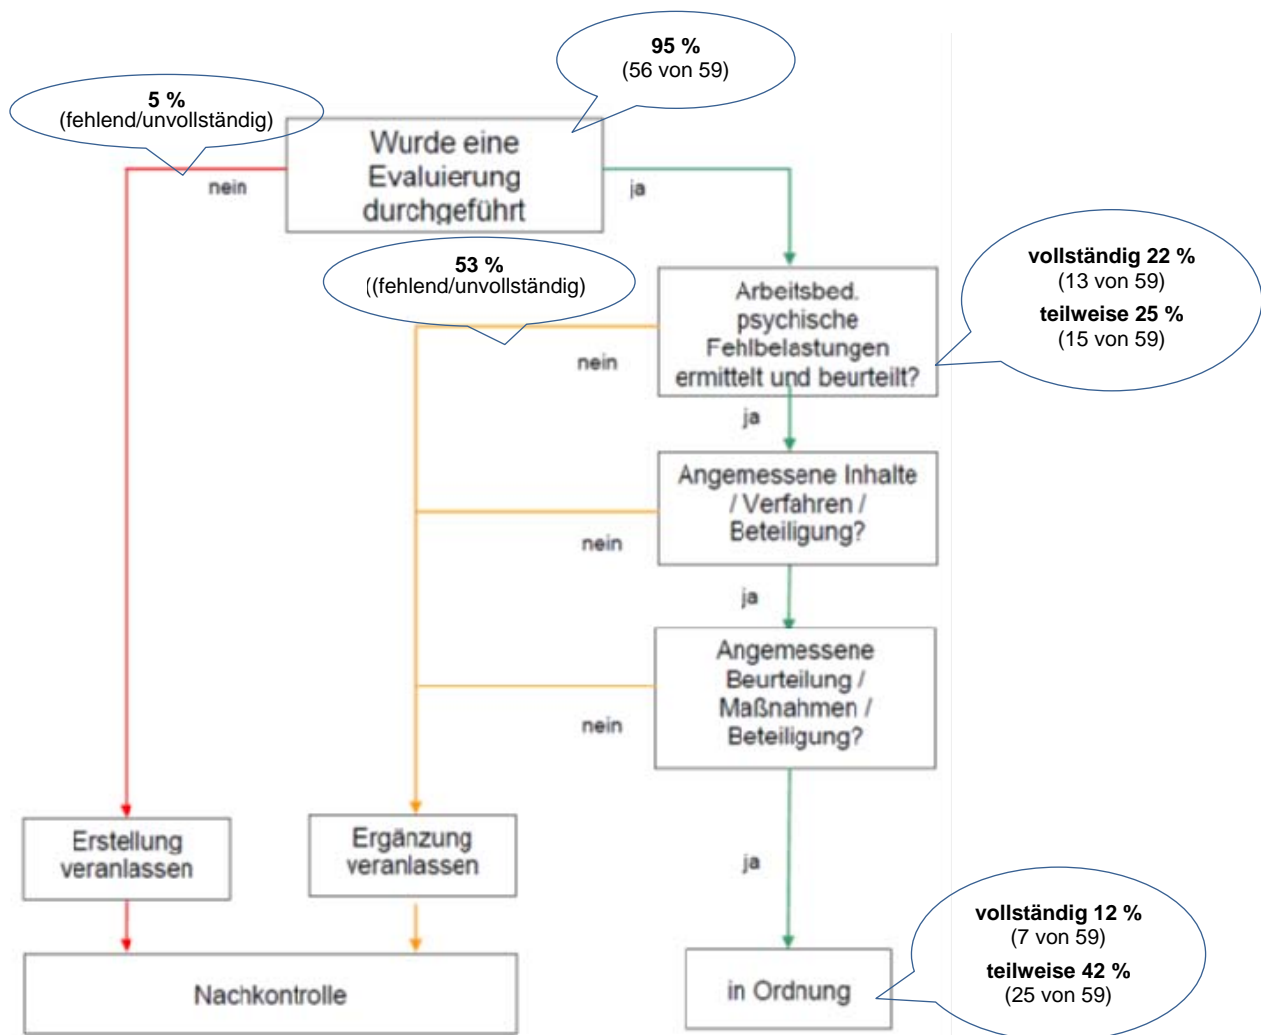 95 %
(56 von 59)
5 %
(fehlend/unvollständig)
Wurde eine
Evaluierung
durchgeführt
nein
ja
53 %
((fehlend/unvollständig)
vollständig 22 %
(13 von 59)
teilweise 25 %
(15 von 59)
Arbeitsbed.
psychische
Fehlbelastungen
ermittelt und beurteilt?
nein
ja
Angemessene Inhalte
/ Verfahren /
Beteiligung?
nein
ja
Angemessene
Beurteilung /
Maßnahmen /
Beteiligung?
nein
ja
Erstellung
veranlassen
Ergänzung
veranlassen
Nachkontrolle
in Ordnung
vollständig 12 %
(7 von 59)
teilweise 42 %
(25 von 59)